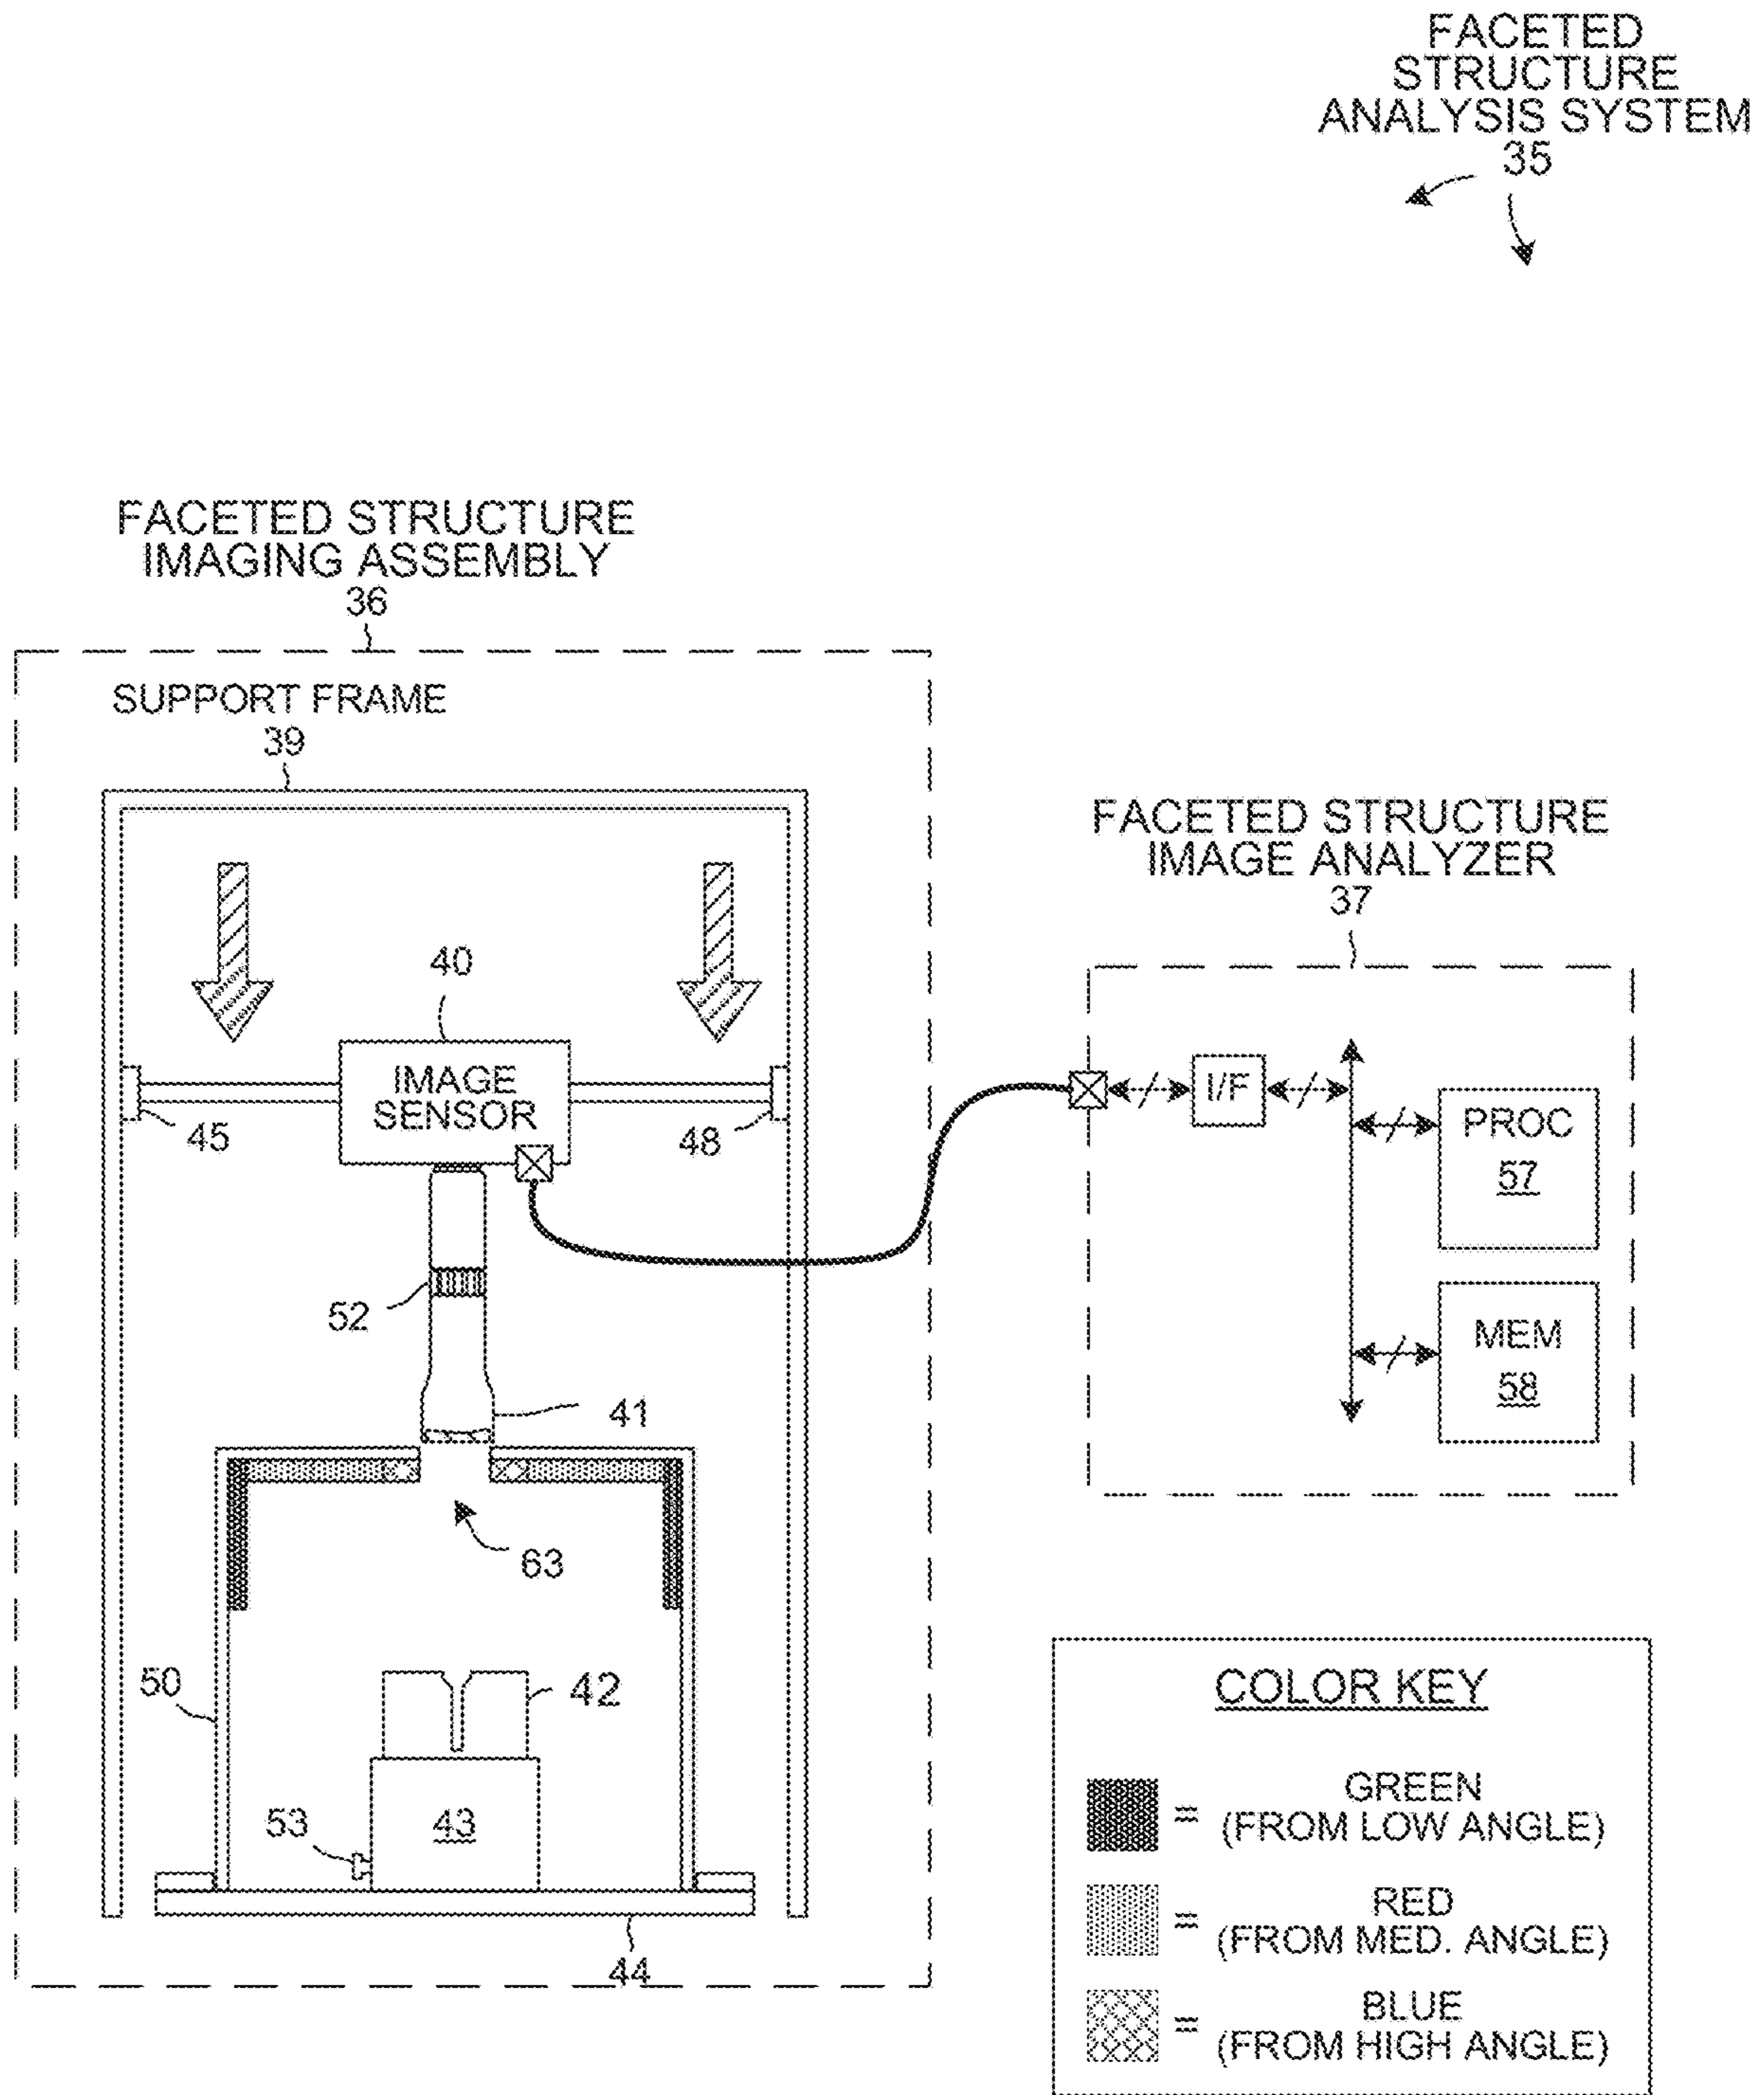 FACETED
STRUCTURE
ANALYSIS SYSTEM
35
FACETED STRUCTURE
IMAGING ASSEMBLY
36
SUPPORT FRAME
39
40
IMAGE
SENSOR
45
48
52
41
63
50
42
53
43
44
FACETED STRUCTURE
IMAGE ANALYZER
37
I/F
PROC
57
MEM
58
COLOR KEY
= GREEN
(FROM LOW ANGLE)
= RED
(FROM MED. ANGLE)
= BLUE
(FROM HIGH ANGLE)